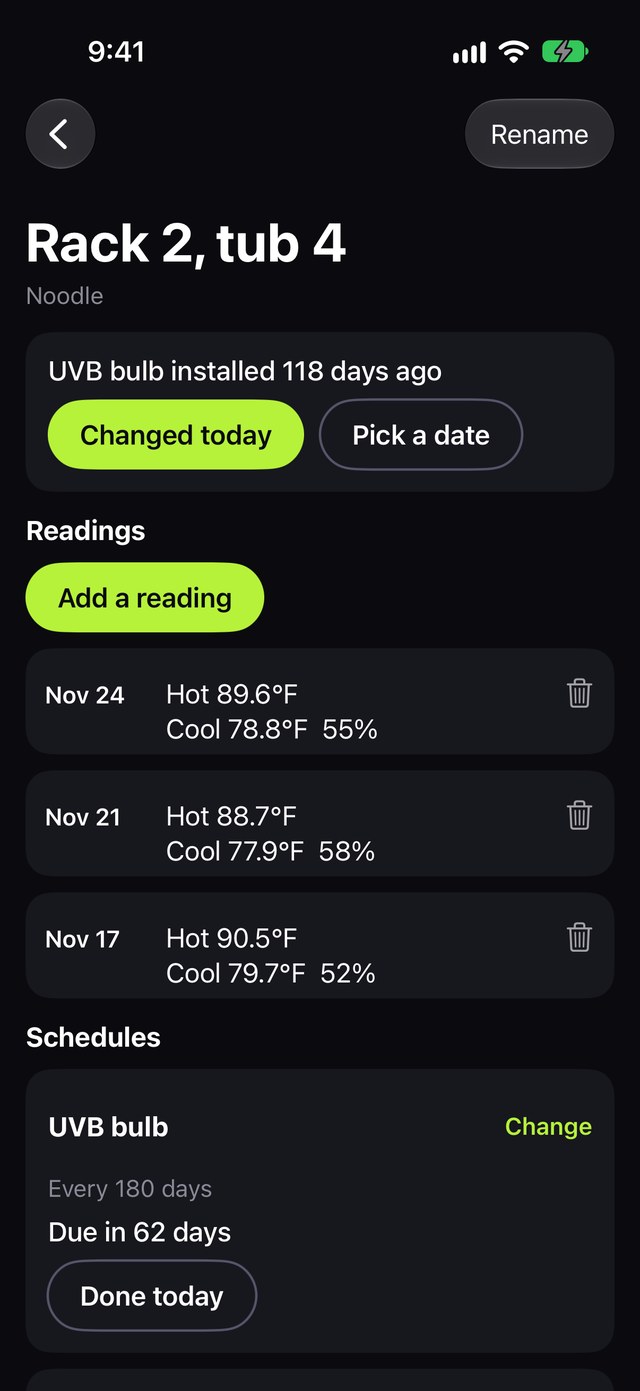 9:41
Rename
Rack 2, tub 4
Noodle
UVB bulb installed 118 days ago
Changed today
Pick a date
Readings
Add a reading
Nov 24
Hot 89.6°F
Cool 78.8°F 55%
Nov 21
Hot 88.7°F
Cool 77.9°F 58%
Nov 17
Hot 90.5°F
Cool 79.7°F 52%
Schedules
UVB bulb
Change
Every 180 days
Due in 62 days
Done today